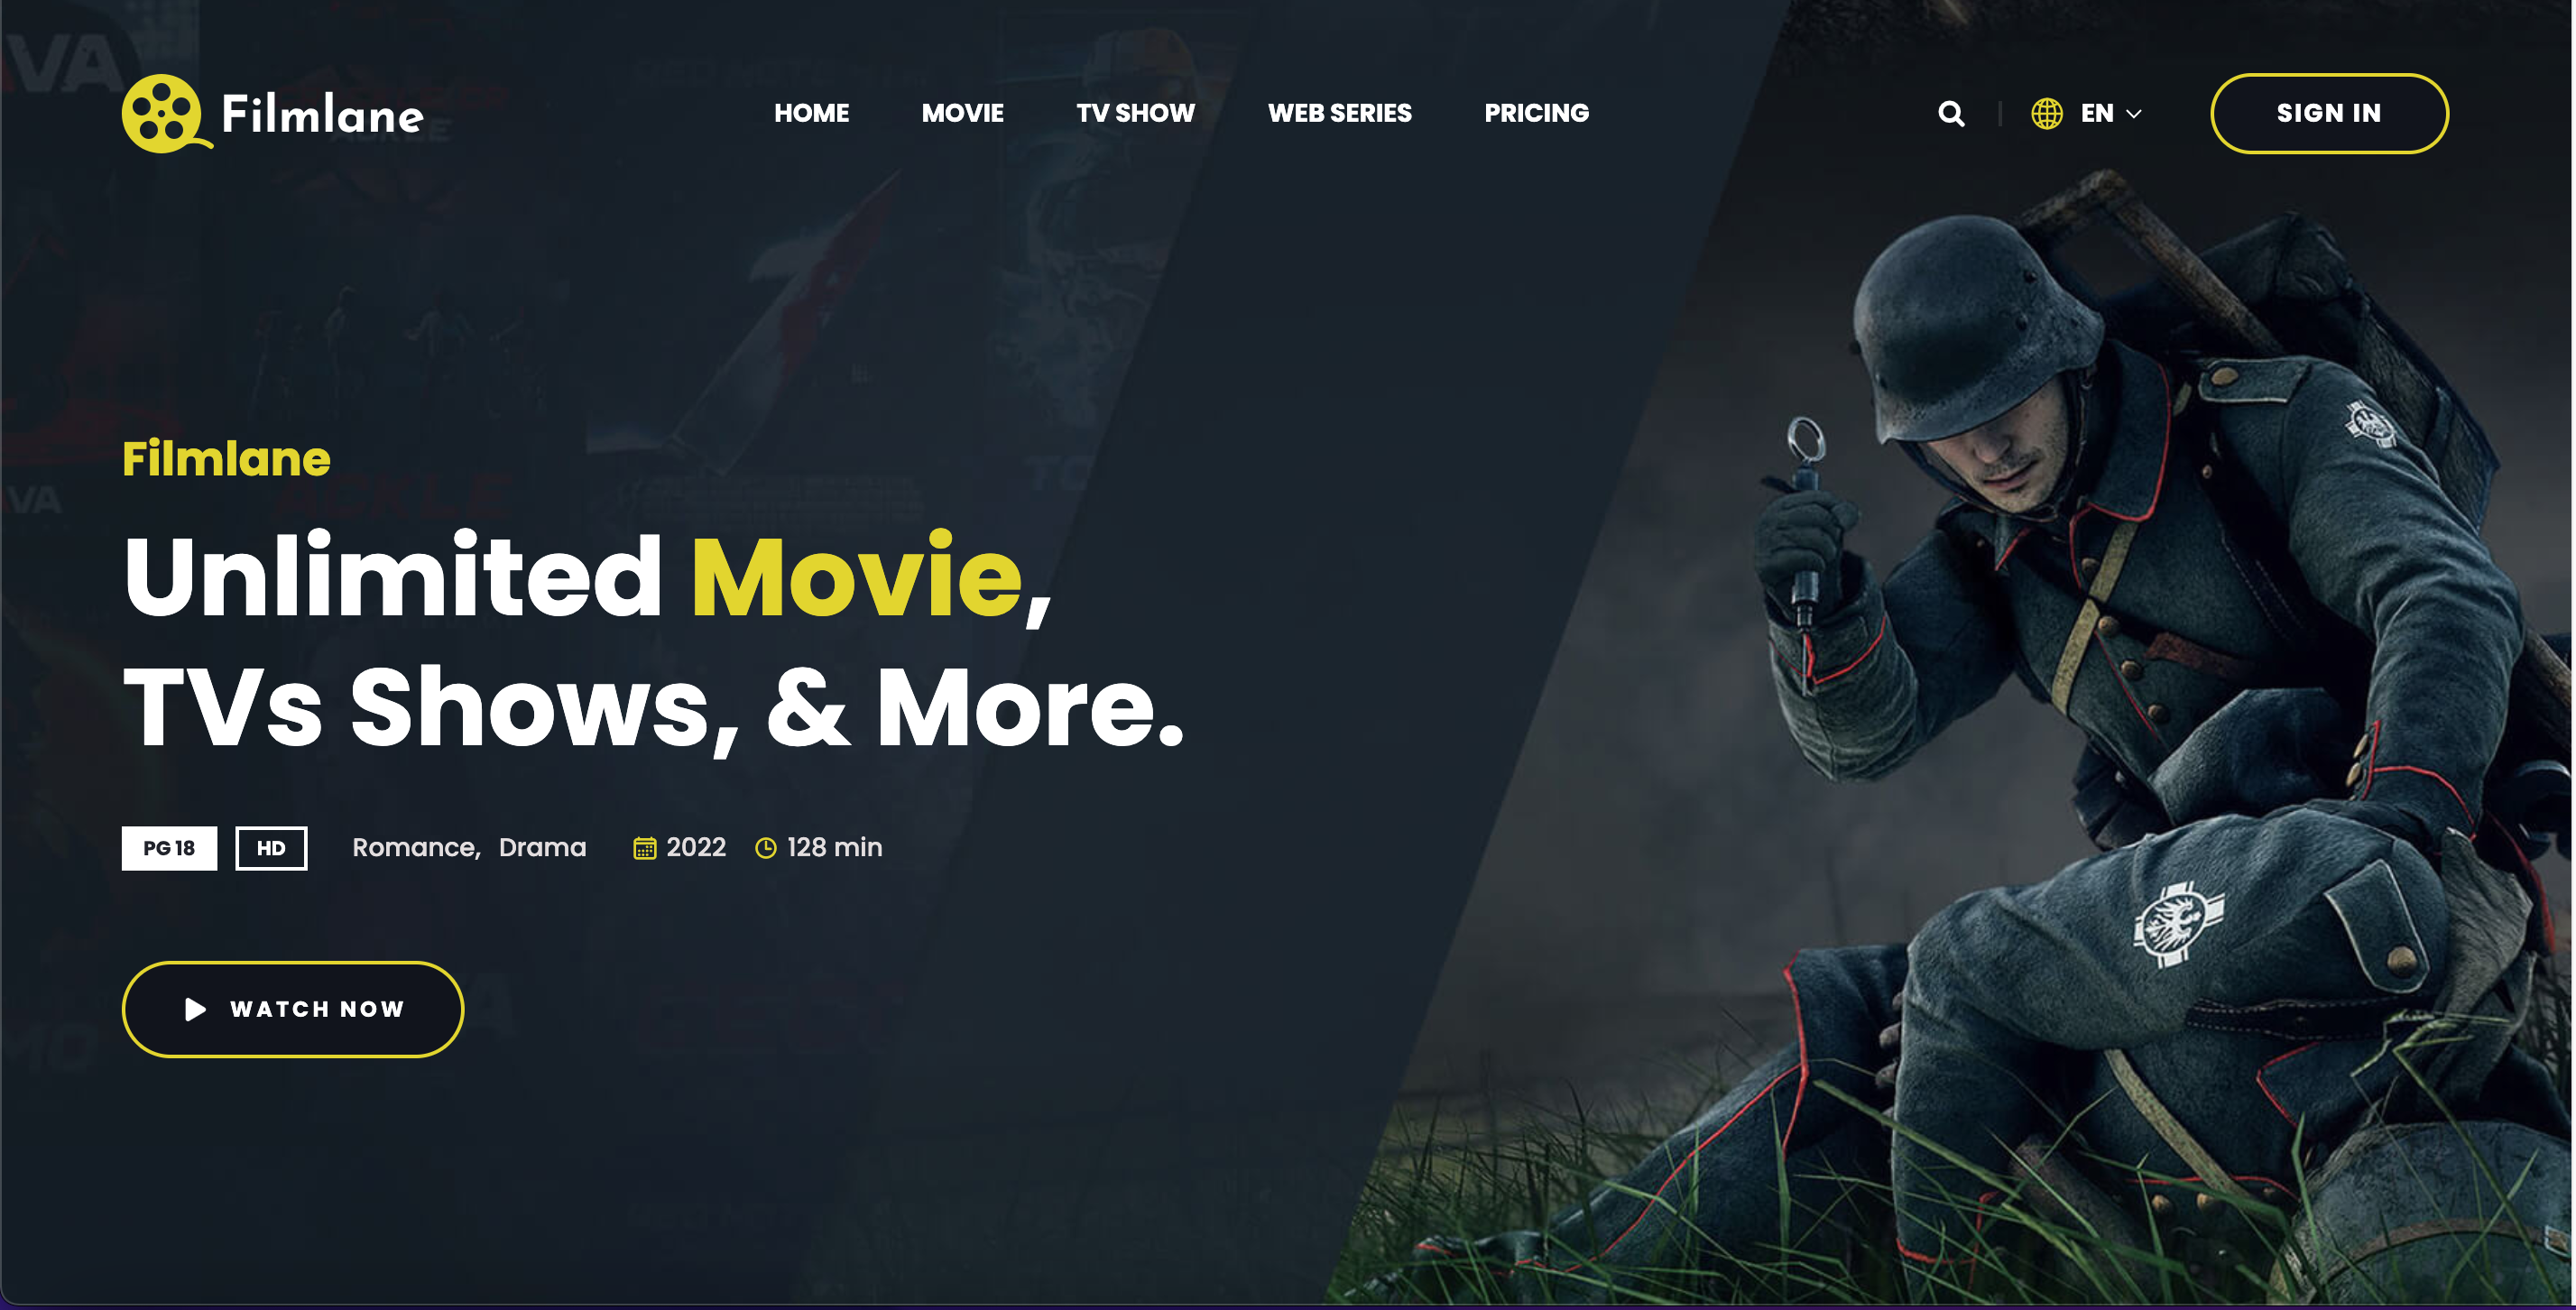 Filmlane
HOME MOVIE TV SHOW WEB SERIES PRICING
EN
SIGN IN
Filmlane
Unlimited Movie,
TVs Shows, & More.
PG 18 HD Romance, Drama 2022 128 min
WATCH NOW